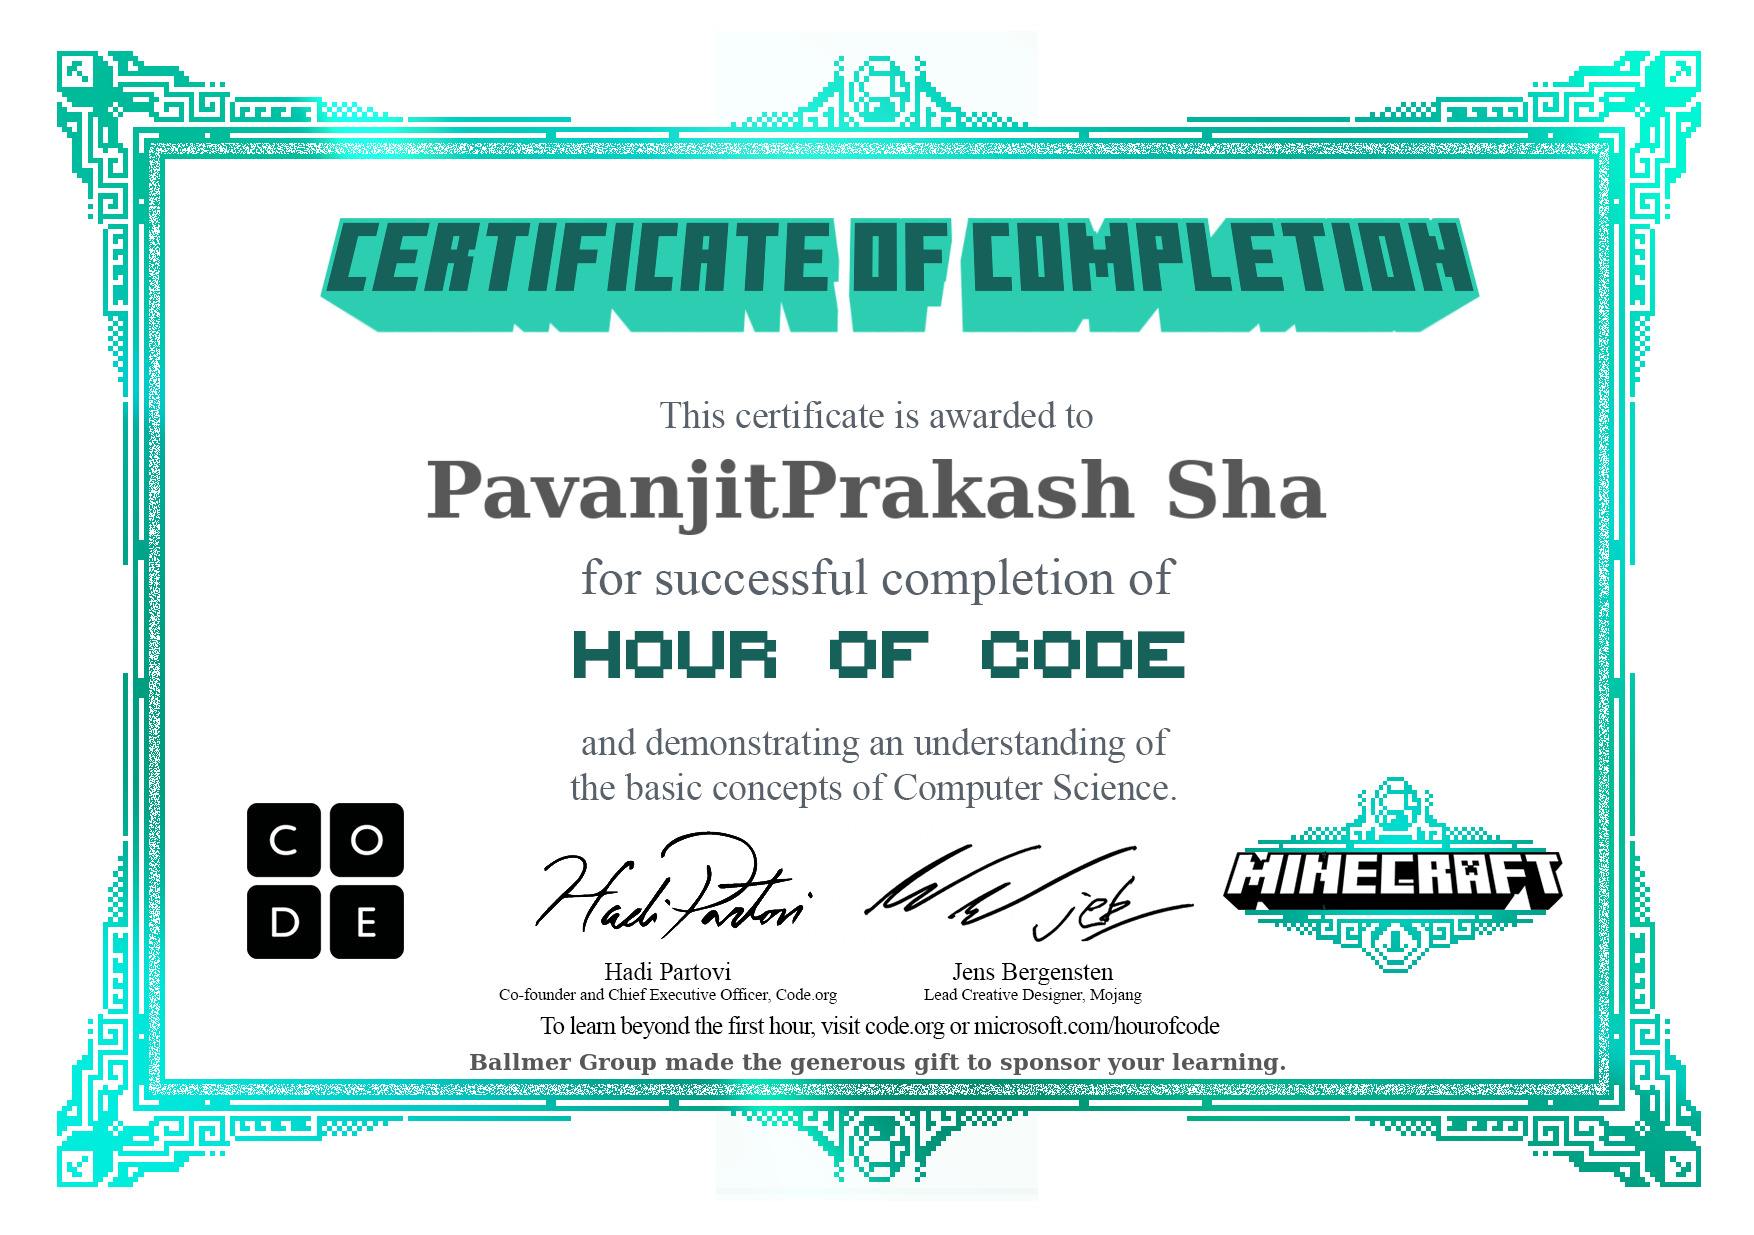 CERTIFICATE OF COMPLETION
This certificate is awarded to
PavanjitPrakash Sha
for successful completion of
HOUR OF CODE
and demonstrating an understanding of
the basic concepts of Computer Science.
C O
D E
Hadi Partovi
jeb
MINECRAFT
Hadi Partovi
Co-founder and Chief Executive Officer, Code.org
Jens Bergensten
Lead Creative Designer, Mojang
To learn beyond the first hour, visit code.org or microsoft.com/hourofcode
Ballmer Group made the generous gift to sponsor your learning.